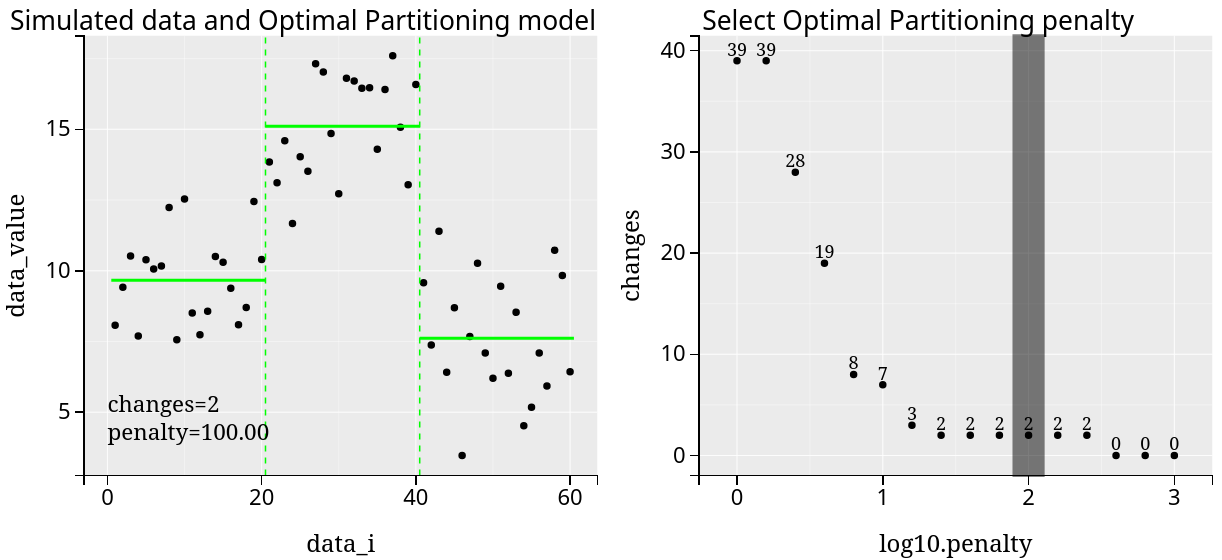 Simulated data and Optimal Partitioning model
data_value
15
10
5
changes=2
penalty=100.00
0 20 40 60
data_i
Select Optimal Partitioning penalty
changes
40
30
20
10
0
39 39
28
19
8
7
3
2 2 2 2 2 2
0 0 0
0 1 2 3
log10.penalty